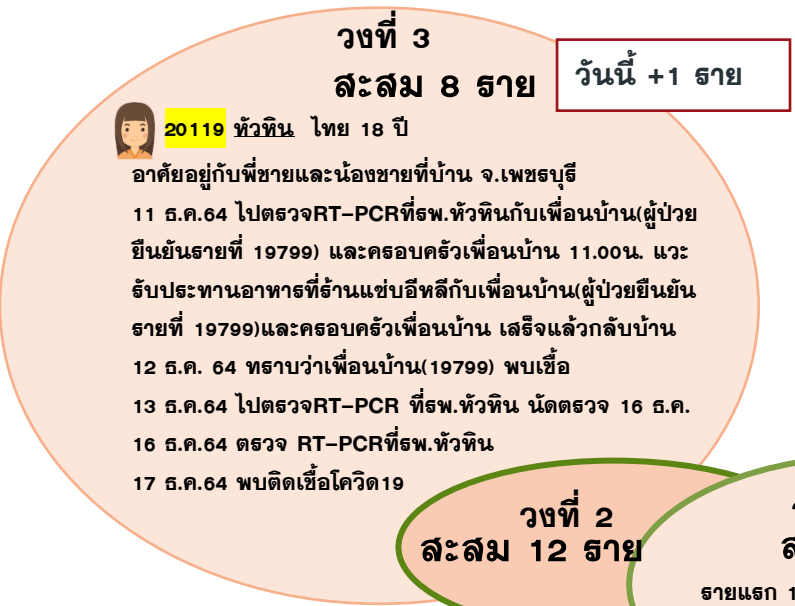 วงที่ 3
สะสม 8 ราย
วันนี้ +1 ราย
20119 หัวหิน ไทย 18 ปี
อาศัยอยู่กับพี่ชายและน้องชายที่บ้าน จ.เพชรบุรี
11 ธ.ค.64 ไปตรวจRT-PCRที่รพ.หัวหินกับเพื่อนบ้าน(ผู้ป่วย
ยืนยันรายที่ 19799) และครอบครัวเพื่อนบ้าน 11.00น. แวะ
รับประทานอาหารที่ร้านแซ่บอีหลีกับเพื่อนบ้าน(ผู้ป่วยยืนยัน
รายที่ 19799)และครอบครัวเพื่อนบ้าน เสร็จแล้วกลับบ้าน
12 ธ.ค. 64 ทราบว่าเพื่อนบ้าน(19799) พบเชื้อ
13 ธ.ค.64 ไปตรวจRT-PCR ที่รพ.หัวหิน นัดตรวจ 16 ธ.ค.
16 ธ.ค.64 ตรวจ RT-PCRที่รพ.หัวหิน
17 ธ.ค.64 พบติดเชื้อโควิด19
วงที่ 2
สะสม 12 ราย
รายแรก 1